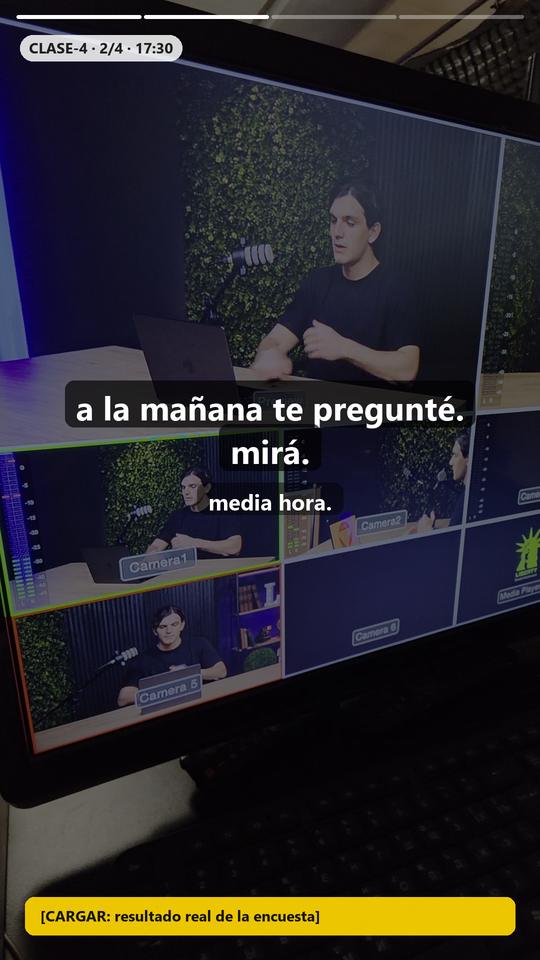 CLASE-4 · 2/4 · 17:30
a la mañana te pregunté.
mirá.
media hora.
Camera1
Camera2
Camera 5
Camera 6
LIBERTY
Media Player
[CARGAR: resultado real de la encuesta]